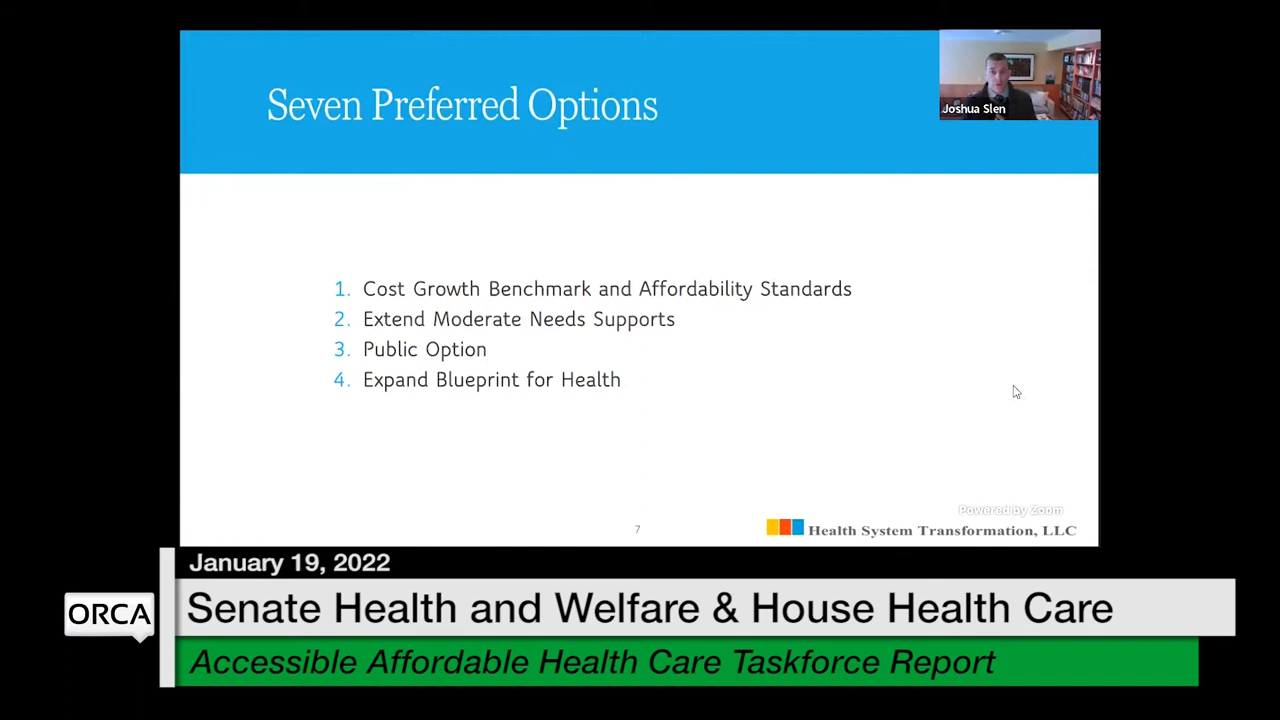 Seven Preferred Options
Joshua Slen
1. Cost Growth Benchmark and Affordability Standards
2. Extend Moderate Needs Supports
3. Public Option
4. Expand Blueprint for Health
Powered by Zoom
7
Health System Transformation, LLC
January 19, 2022
ORCA
Senate Health and Welfare & House Health Care
Accessible Affordable Health Care Taskforce Report